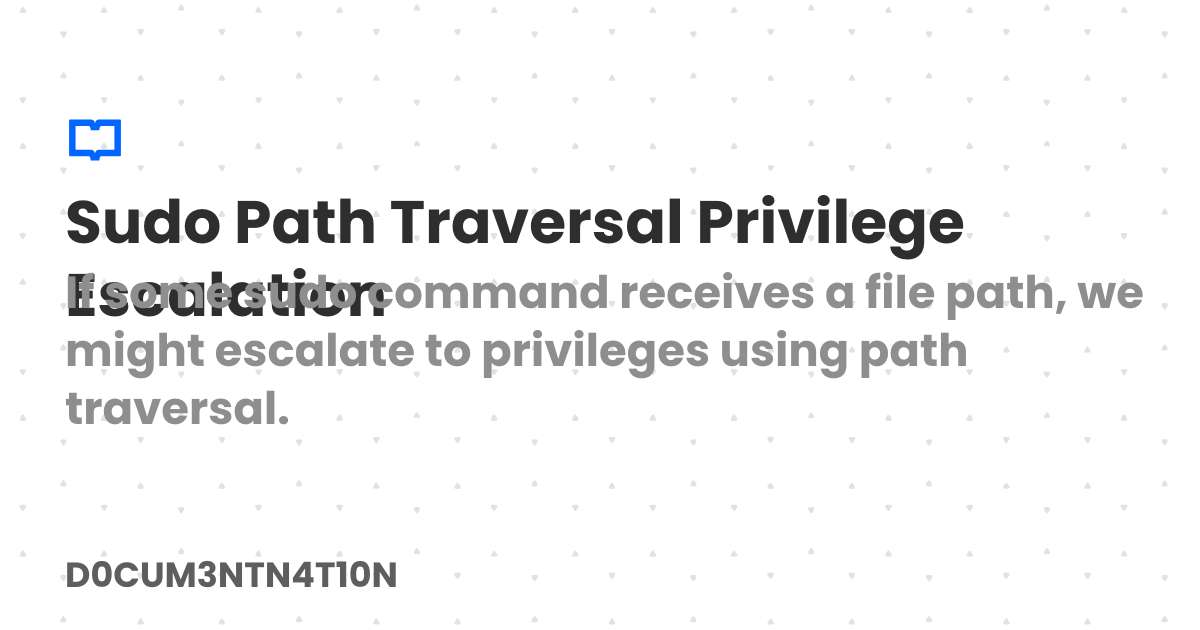 Sudo Path Traversal Privilege
Escalation
If some sudo command receives a file path, we
might escalate to privileges using path
traversal.
D0CUM3NTN4T10N